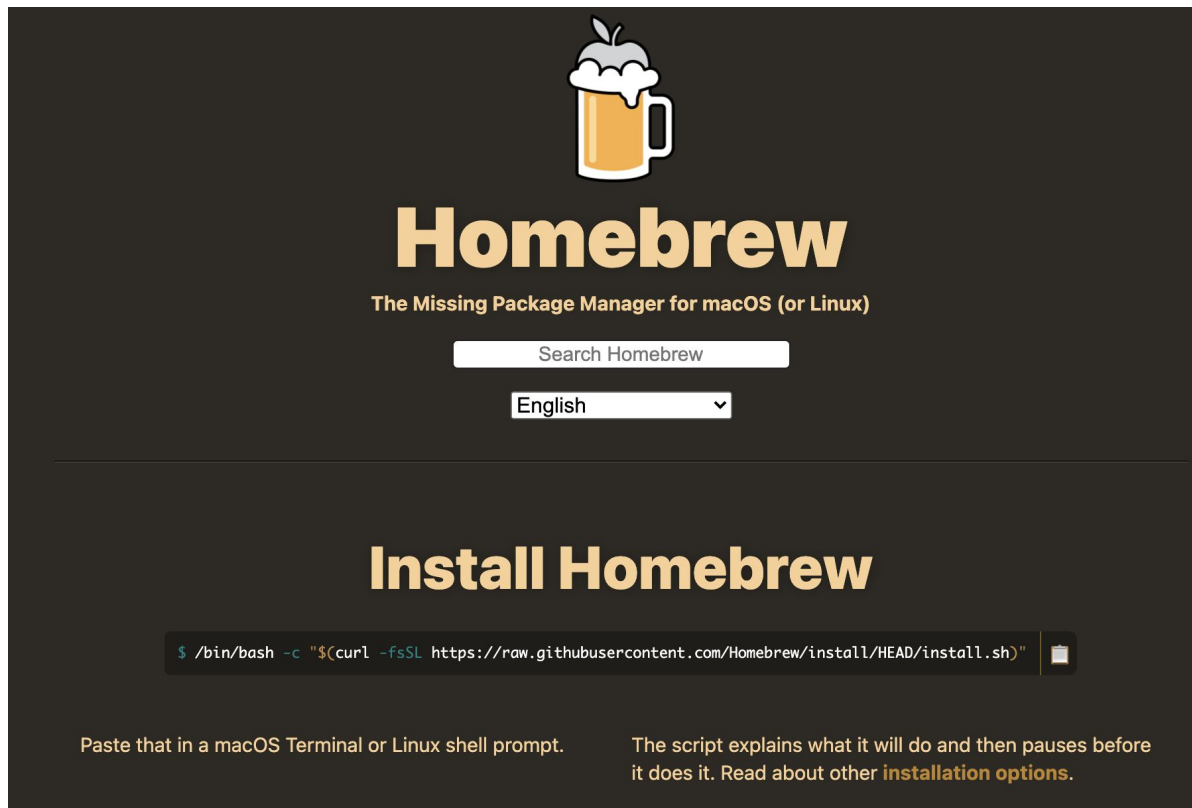 Homebrew
The Missing Package Manager for macOS (or Linux)
Search Homebrew
English
Install Homebrew
$ /bin/bash -c "$(curl -fsSL https://raw.githubusercontent.com/Homebrew/install/HEAD/install.sh)"
Paste that in a macOS Terminal or Linux shell prompt.
The script explains what it will do and then pauses before
it does it. Read about other installation options.